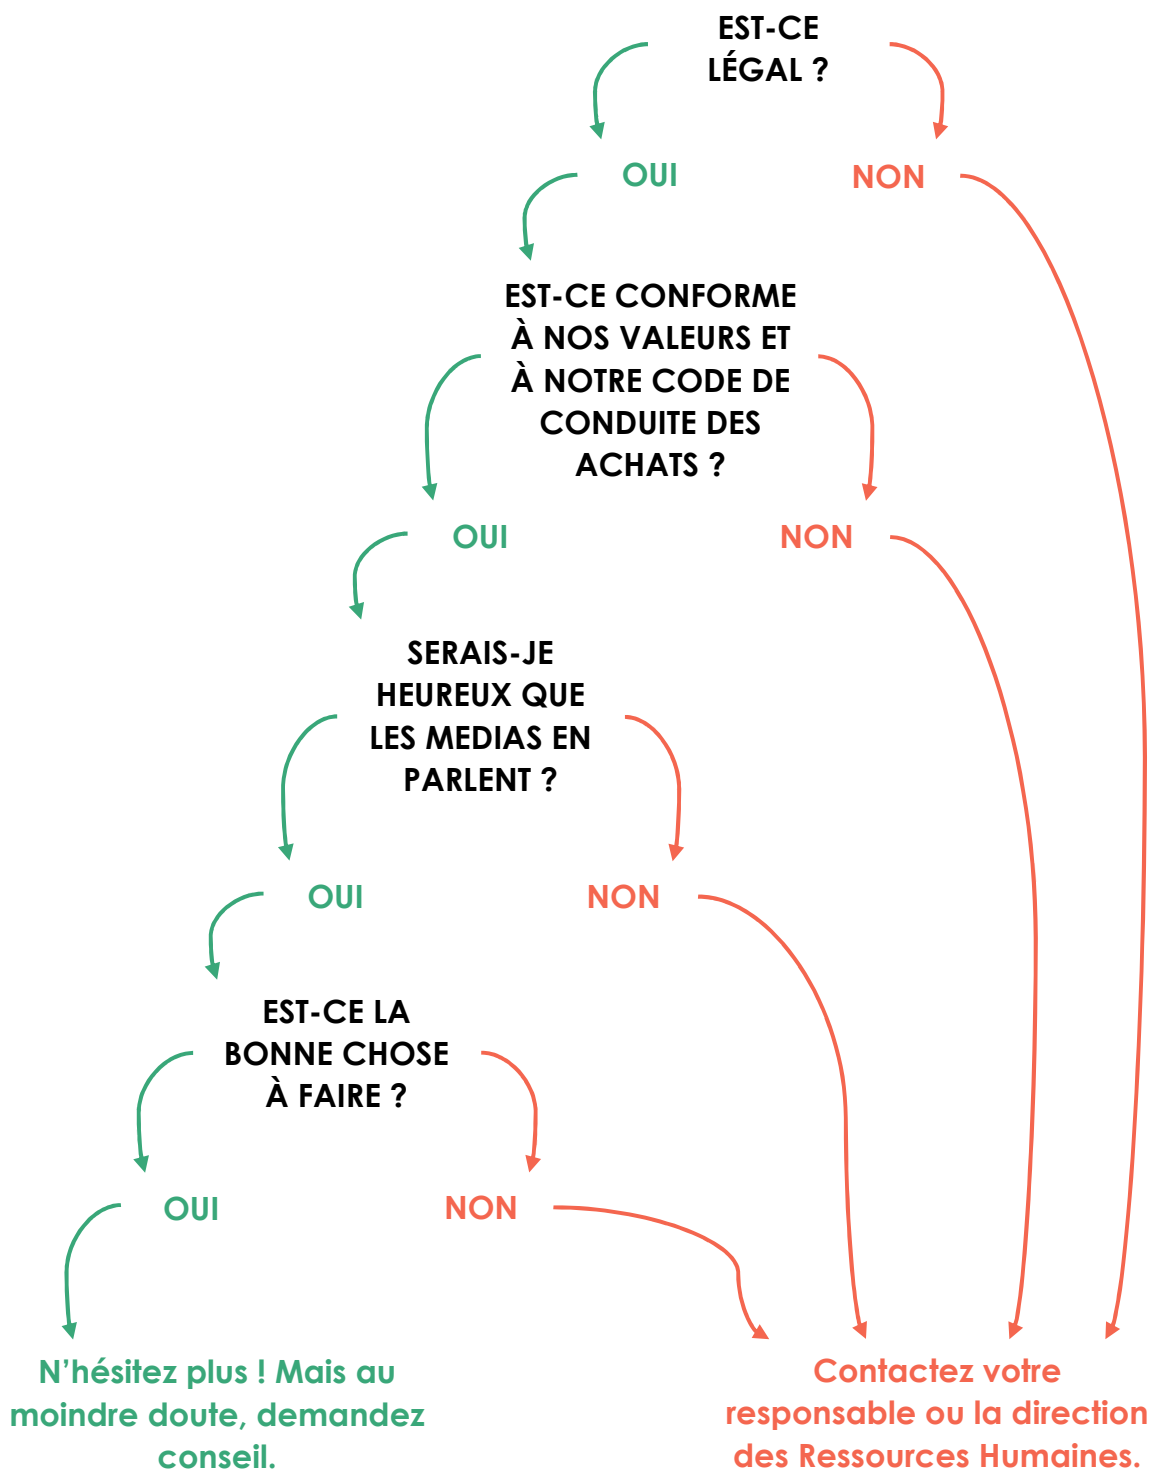 EST-CE
LÉGAL ?
OUI
NON
EST-CE CONFORME
À NOS VALEURS ET
À NOTRE CODE DE
CONDUITE DES
ACHATS ?
OUI
NON
SERAIS-JE
HEUREUX QUE
LES MEDIAS EN
PARLENT ?
OUI
NON
EST-CE LA
BONNE CHOSE
À FAIRE ?
OUI
NON
N’hésitez plus ! Mais au
moindre doute, demandez
conseil.
Contactez votre
responsable ou la direction
des Ressources Humaines.